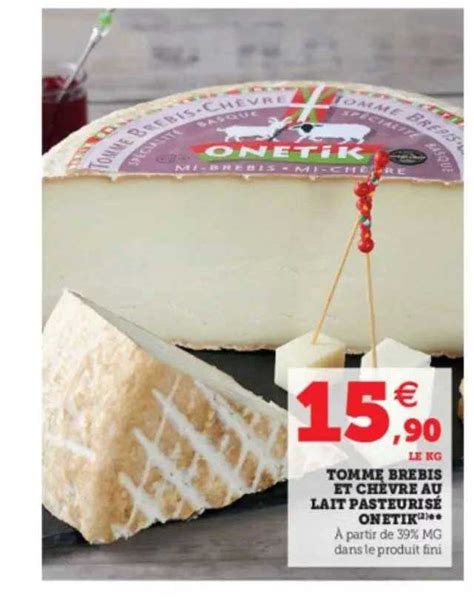 TOMME BREBIS-CHÈVRE
SPÉCIALITÉ BASQUE
TOMME BREBIS-
SPÉCIALITÉ BASQUE
ONETIK
MI-BREBIS • MI-CHÈVRE
15€,90
LE KG
TOMME BREBIS
ET CHÈVRE AU
LAIT PASTEURISÉ
ONETIK(2)••
À partir de 39% MG
dans le produit fini